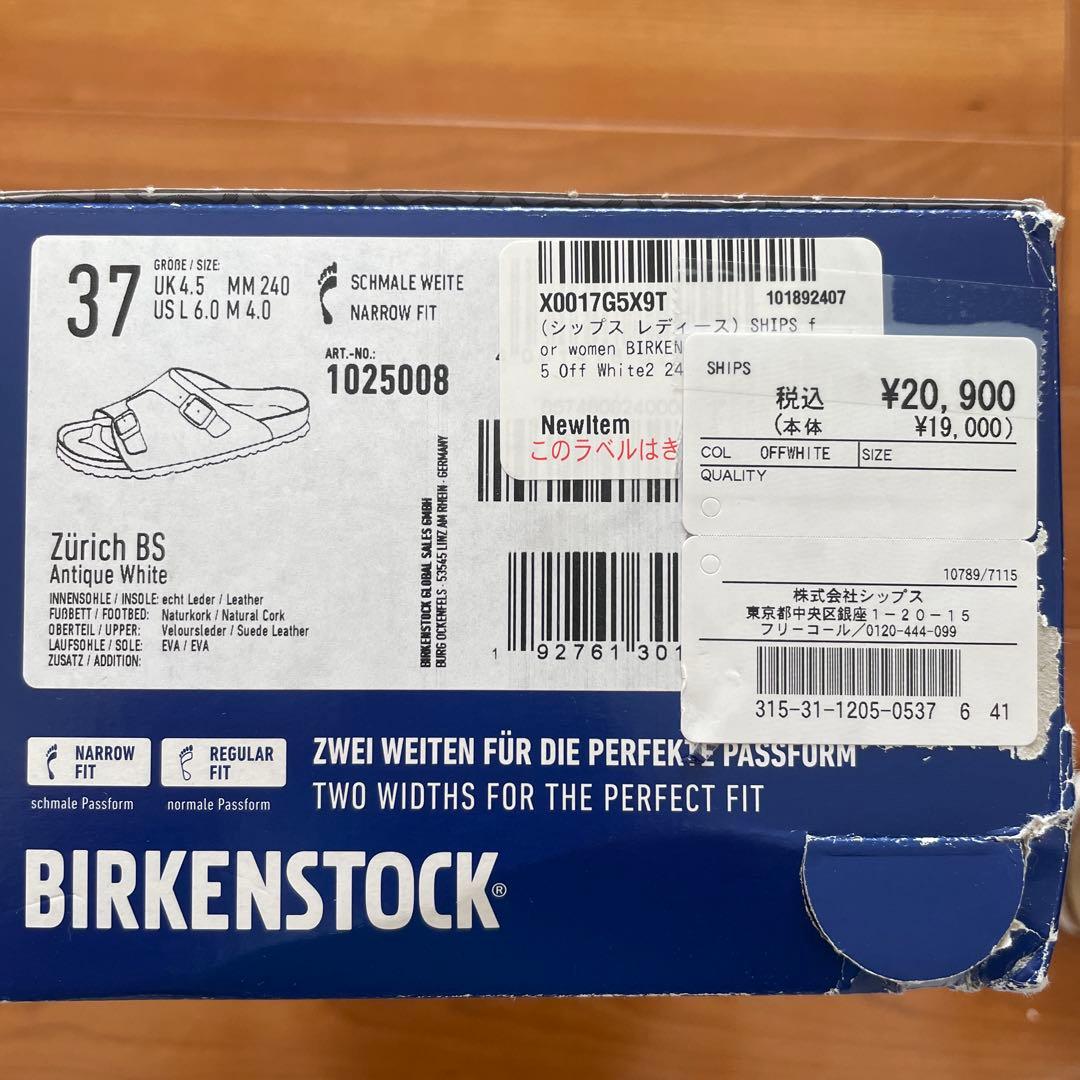 37
GRÖßE / SIZE:
UK 4.5 MM 240
US L 6.0 M 4.0
SCHMALE WEITE
NARROW FIT
ART.-NO.:
1025008
Zürich BS
Antique White
INNENSOHLE / INSOLE: echt Leder / Leather
FUßBETT / FOOTBED: Naturkork / Natural Cork
OBERTEIL / UPPER: Veloursleder / Suede Leather
LAUFSOHLE / SOLE: EVA / EVA
ZUSATZ / ADDITION:
BIRKENSTOCK GLOBAL SALES GMBH
BURG OCKENFELS · 53545 LINZ AM RHEIN · GERMANY
1 92761 301
X0017G5X9T 101892407
(シップス レディース) SHIPS f
or women BIRKEN
5 Off White2 24
NewItem
このラベルはき
SHIPS
税込 ¥20,900
(本体 ¥19,000)
COL OFFWHITE SIZE
QUALITY
10789/7115
株式会社シップス
東京都中央区銀座1-20-15
フリーコール/0120-444-099
315-31-1205-0537 6 41
NARROW
FIT
schmale Passform
REGULAR
FIT
normale Passform
ZWEI WEITEN FÜR DIE PERFEKTE PASSFORM
TWO WIDTHS FOR THE PERFECT FIT
BIRKENSTOCK®